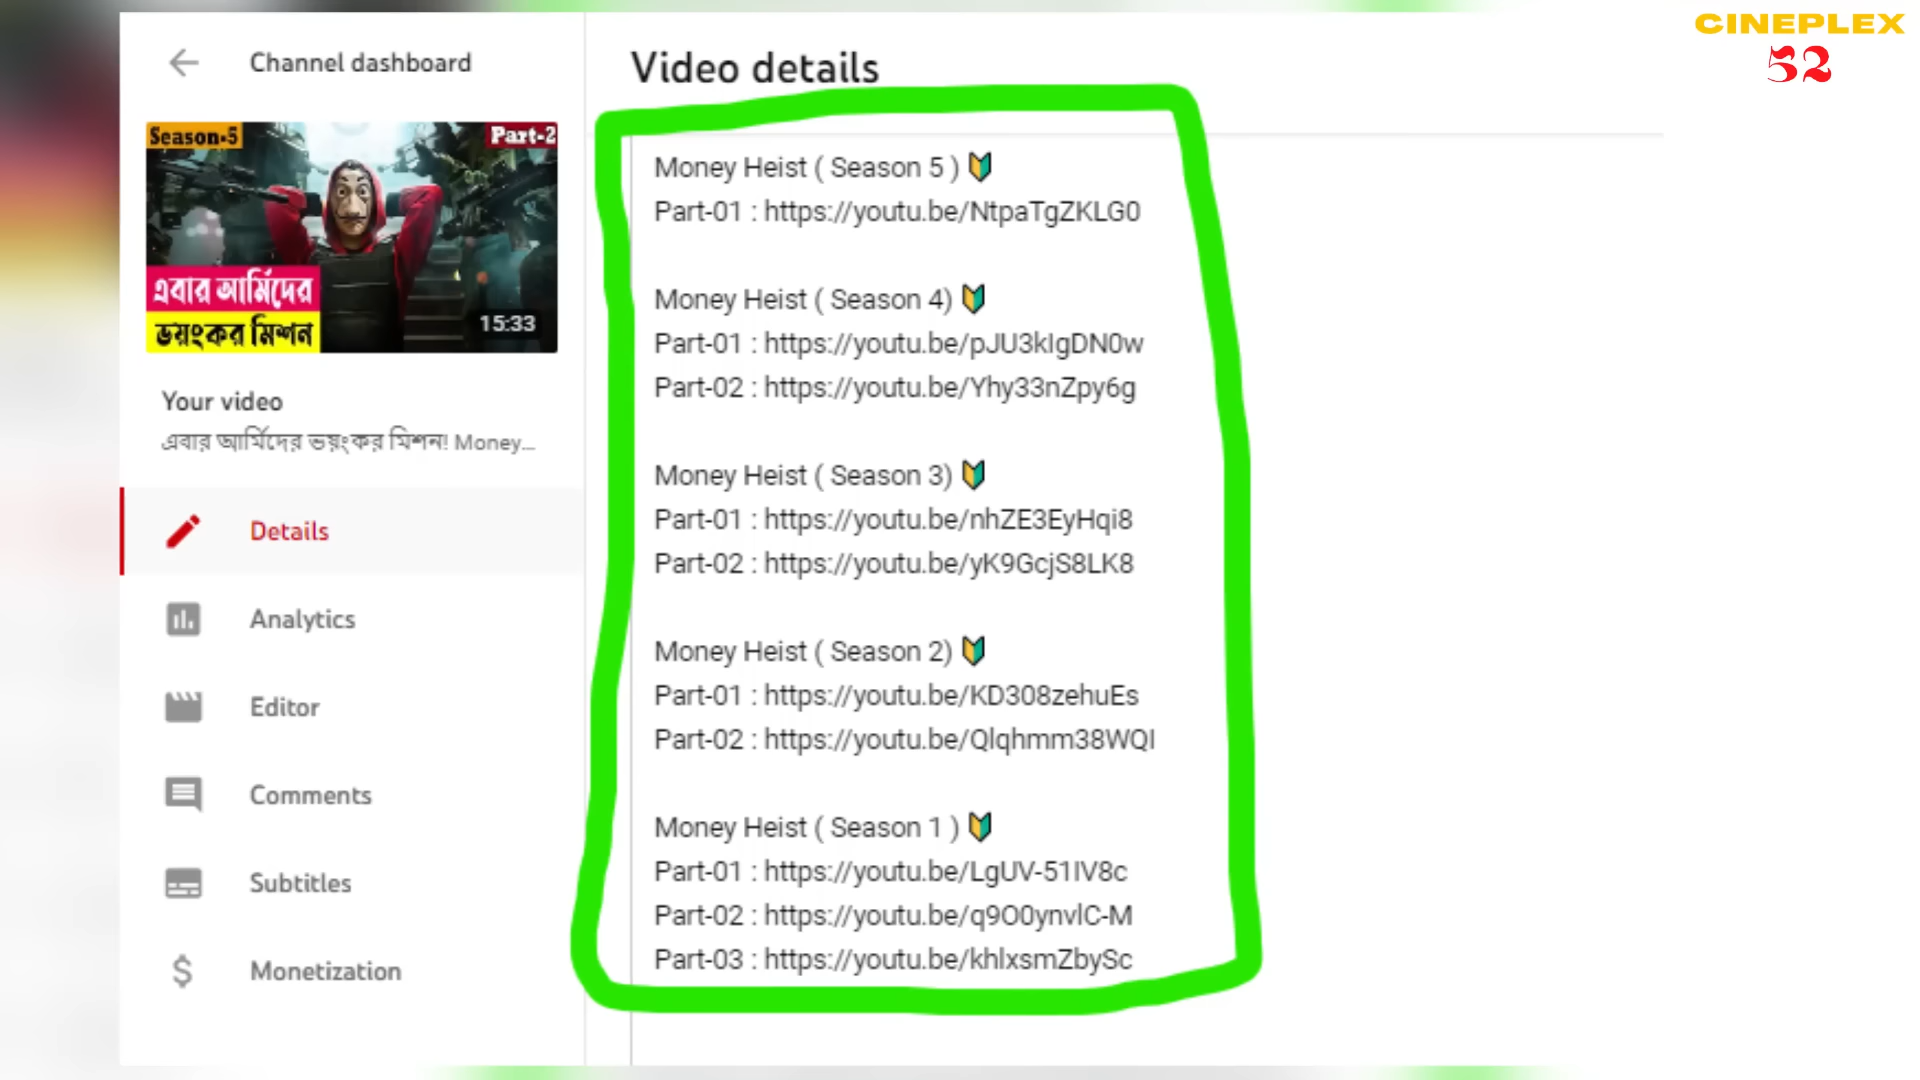 CINEPLEX
52
Channel dashboard
Season-5
Part-2
এবার আর্মিদের
ভয়ংকর মিশন
15:33
Your video
এবার আর্মিদের ভয়ংকর মিশন! Money...
Details
Analytics
Editor
Comments
Subtitles
Monetization
Video details
Money Heist ( Season 5 ) 🔰
Part-01 : https://youtu.be/NtpaTgZKLG0
Money Heist ( Season 4) 🔰
Part-01 : https://youtu.be/pJU3kIgDN0w
Part-02 : https://youtu.be/Yhy33nZpy6g
Money Heist ( Season 3) 🔰
Part-01 : https://youtu.be/nhZE3EyHqi8
Part-02 : https://youtu.be/yK9GcjS8LK8
Money Heist ( Season 2) 🔰
Part-01 : https://youtu.be/KD308zehuEs
Part-02 : https://youtu.be/Qlqhmm38WQI
Money Heist ( Season 1 ) 🔰
Part-01 : https://youtu.be/LgUV-51IV8c
Part-02 : https://youtu.be/q9O0ynvlC-M
Part-03 : https://youtu.be/khlxsmZbySc